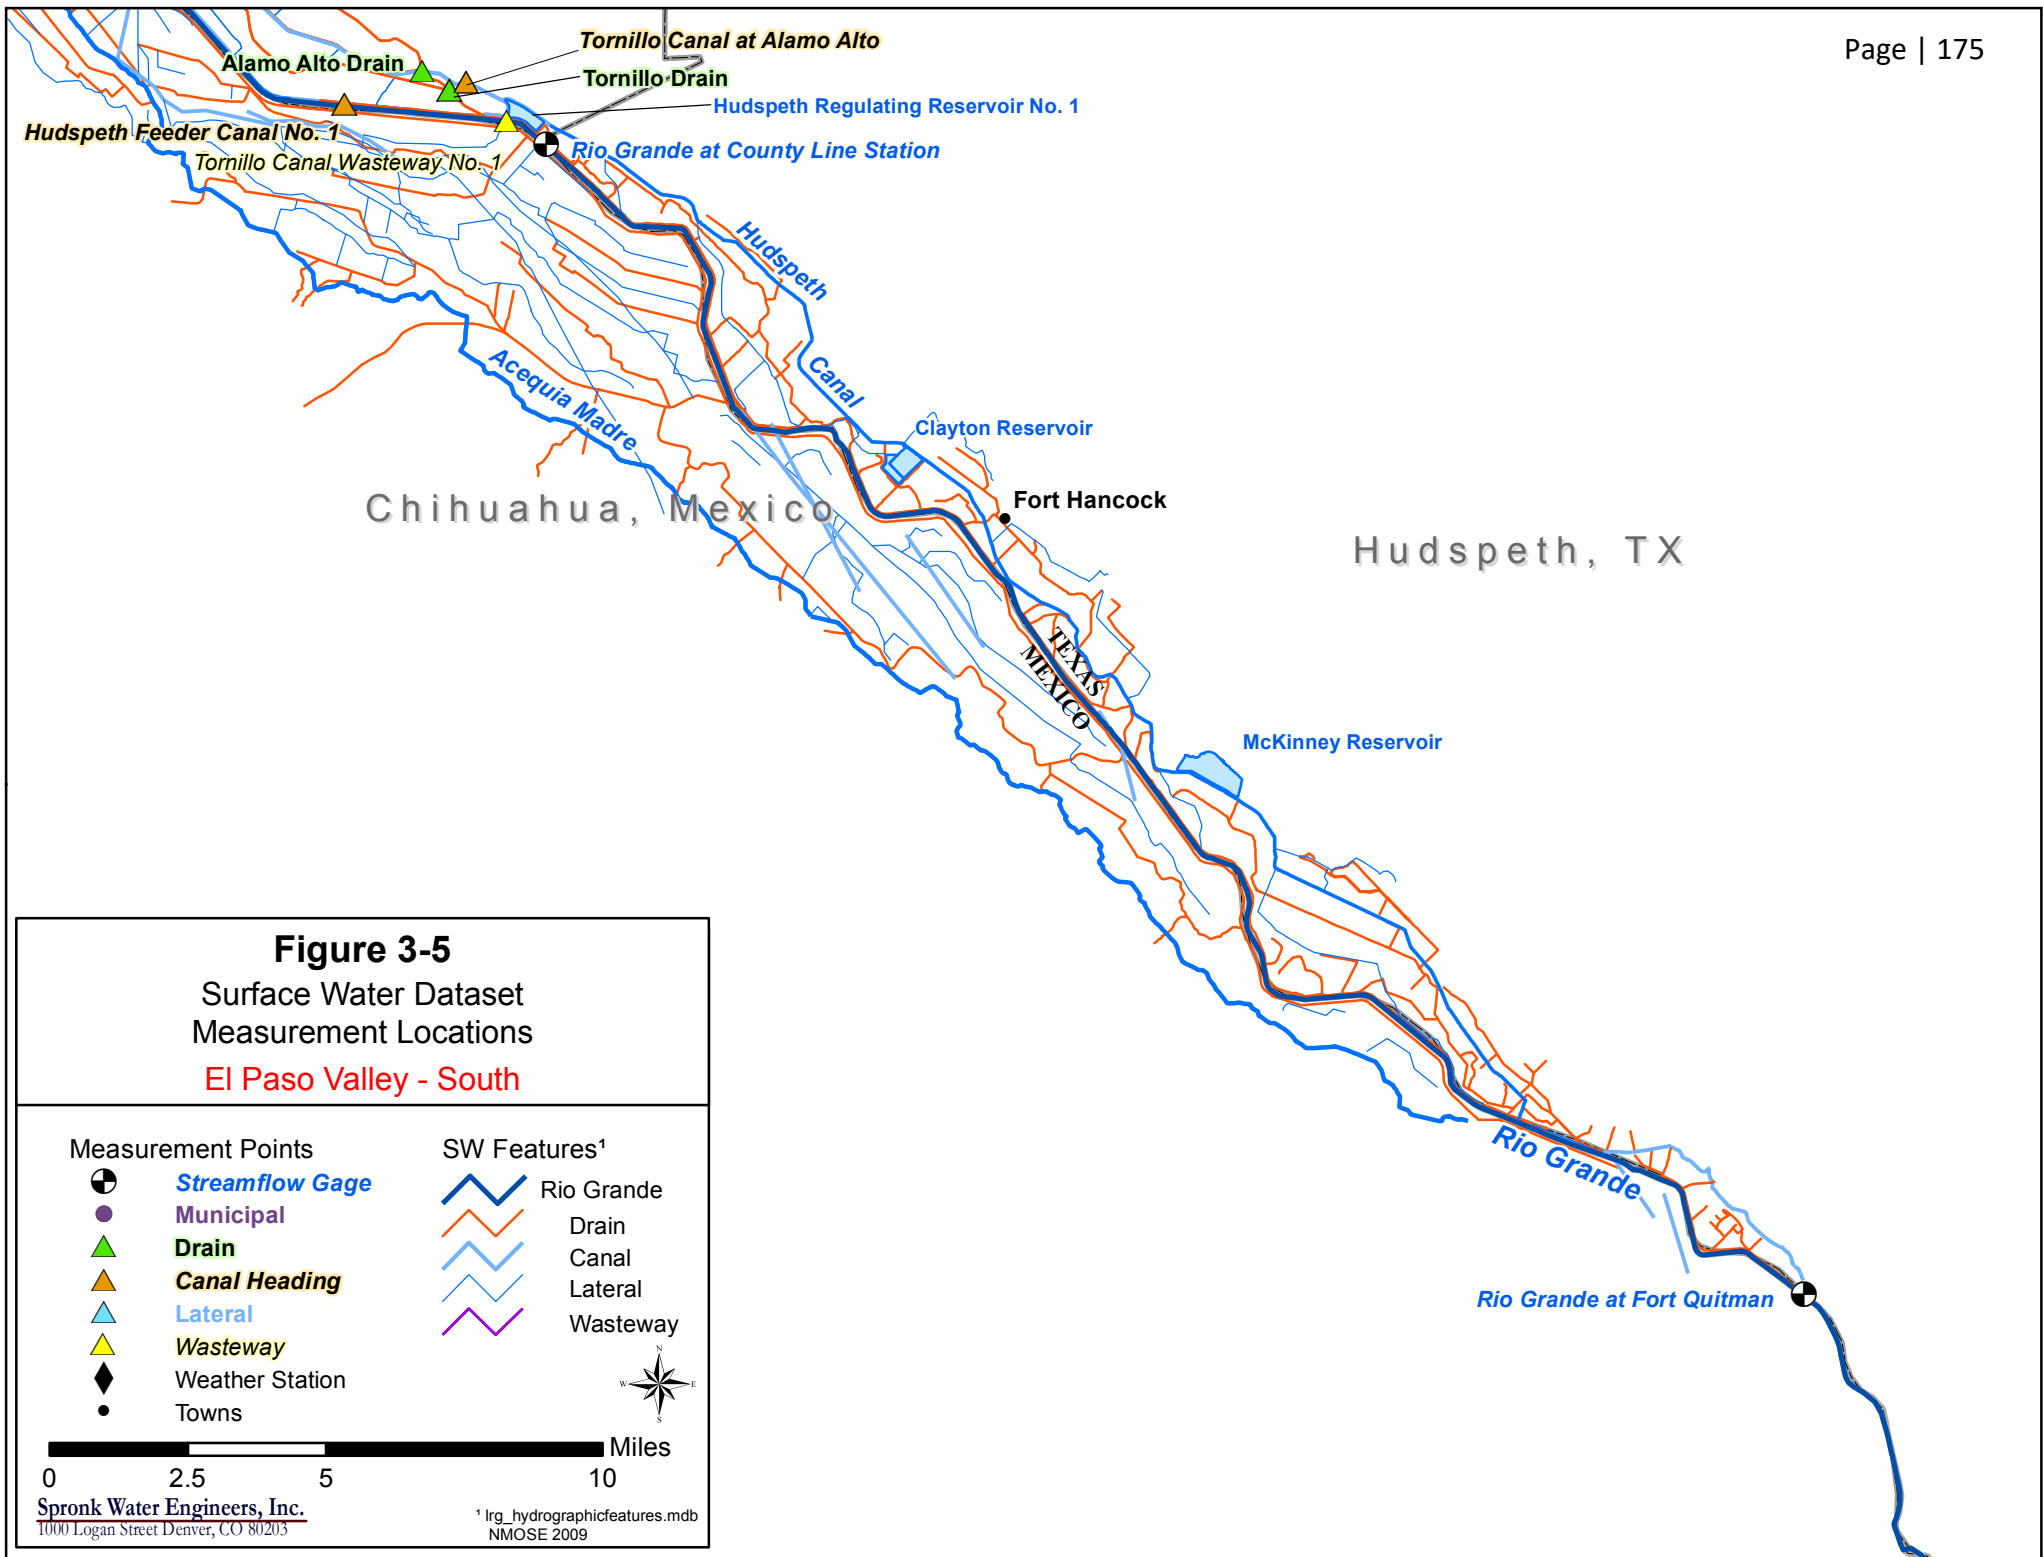 Page | 175
Tornillo Canal at Alamo Alto
Alamo Alto Drain
Tornillo Drain
Hudspeth Regulating Reservoir No. 1
Hudspeth Feeder Canal No. 1
Rio Grande at County Line Station
Tornillo Canal Wasteway No. 1
Hudspeth
Canal
Acequia Madre
Clayton Reservoir
Fort Hancock
Chihuahua, Mexico
Hudspeth, TX
TEXAS
MEXICO
McKinney Reservoir
Rio Grande
Rio Grande at Fort Quitman
Figure 3-5
Surface Water Dataset
Measurement Locations
El Paso Valley - South
Measurement Points
Streamflow Gage
Municipal
Drain
Canal Heading
Lateral
Wasteway
Weather Station
Towns
SW Features¹
Rio Grande
Drain
Canal
Lateral
Wasteway
N
W
E
S
Miles
0 2.5 5 10
Spronk Water Engineers, Inc.
1000 Logan Street Denver, CO 80203
¹ lrg_hydrographicfeatures.mdb
NMOSE 2009